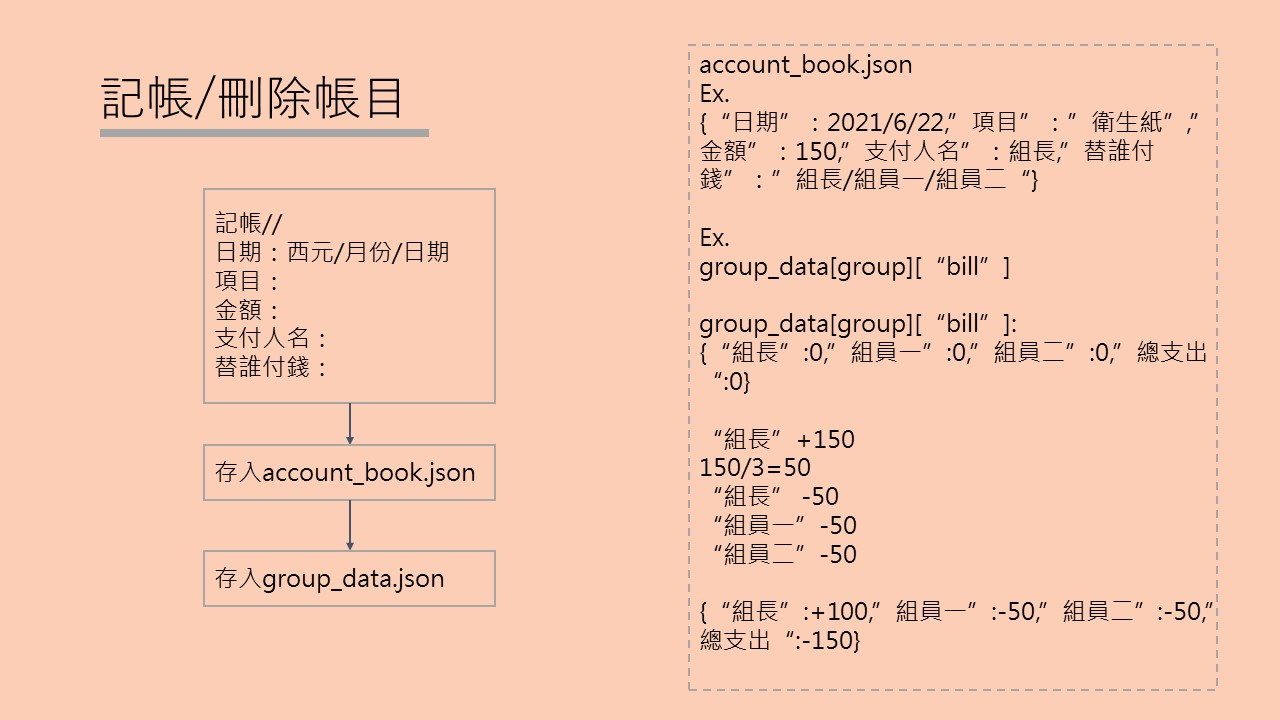 記帳/刪除帳目
記帳//
日期：西元/月份/日期
項目：
金額：
支付人名：
替誰付錢：
存入account_book.json
存入group_data.json
account_book.json
Ex.
{“日期”：2021/6/22,”項目”：”衛生紙”,”
金額”：150,”支付人名”：組長,”替誰付
錢”：”組長/組員一/組員二“}
Ex.
group_data[group][“bill”]
group_data[group][“bill”]:
{“組長”:0,”組員一”:0,”組員二”:0,”總支出
“:0}
“組長”+150
150/3=50
“組長” -50
“組員一”-50
“組員二”-50
{“組長”:+100,”組員一”:-50,”組員二”:-50,”
總支出“:-150}